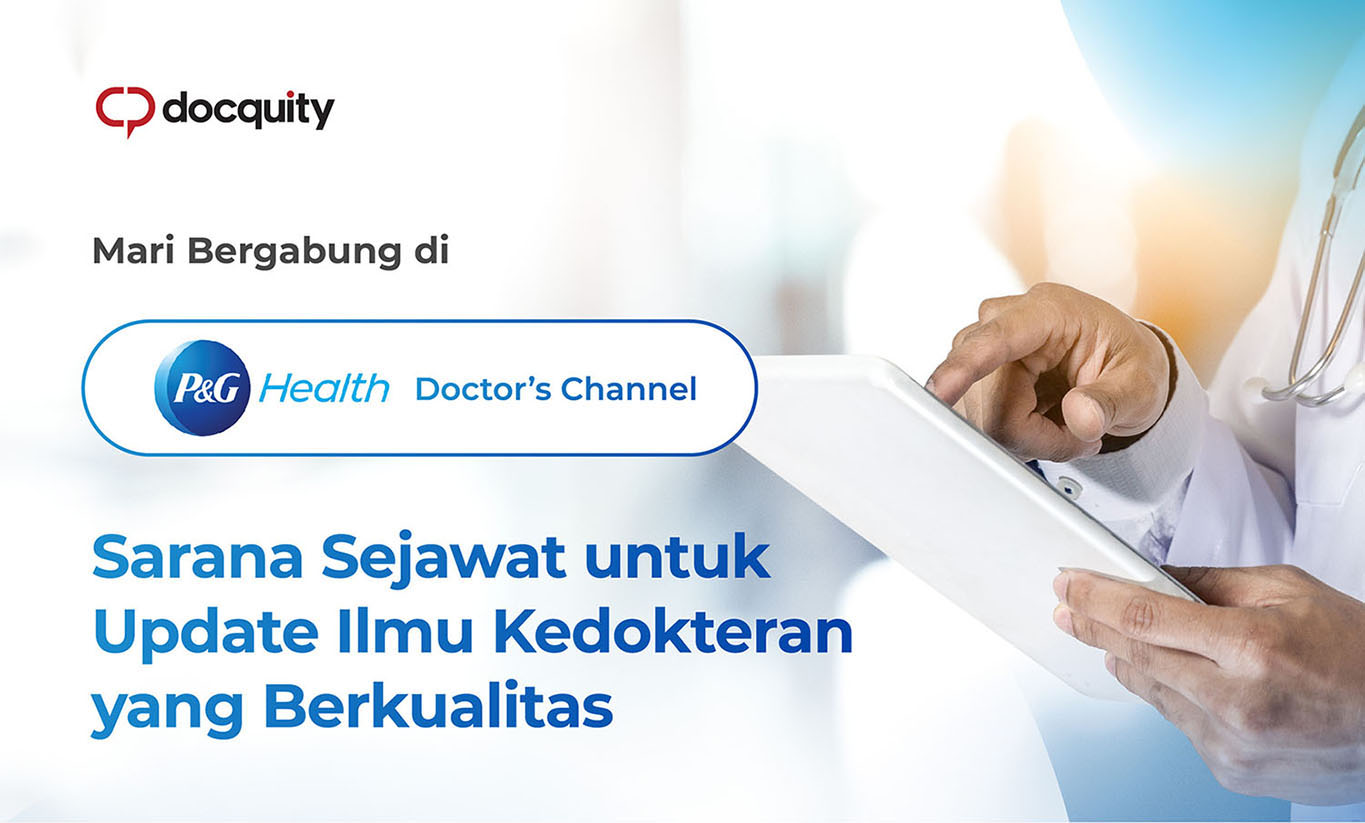 docquity
Mari Bergabung di
P&G Health Doctor's Channel
Sarana Sejawat untuk
Update Ilmu Kedokteran
yang Berkualitas